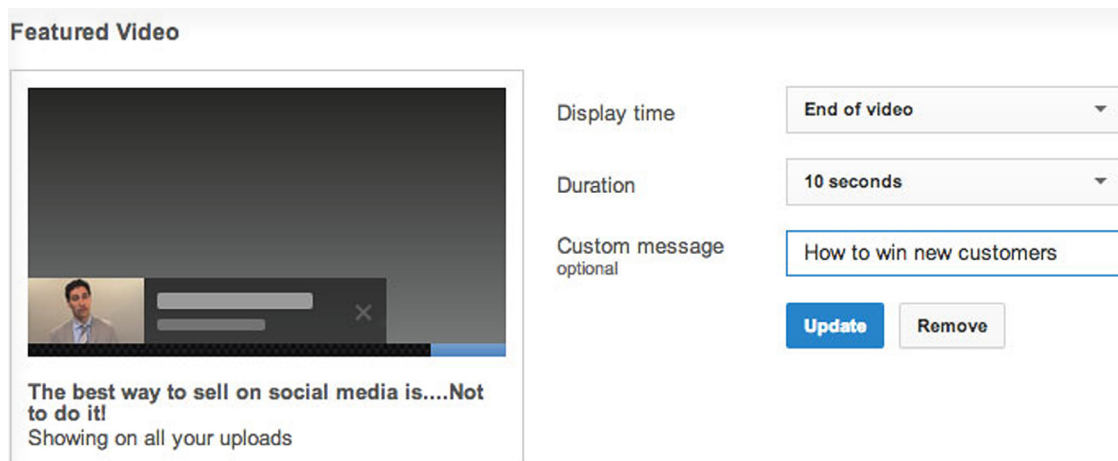 Featured Video
Display time
End of video
Duration
10 seconds
Custom message
optional
How to win new customers
Update
Remove
The best way to sell on social media is....Not
to do it!
Showing on all your uploads